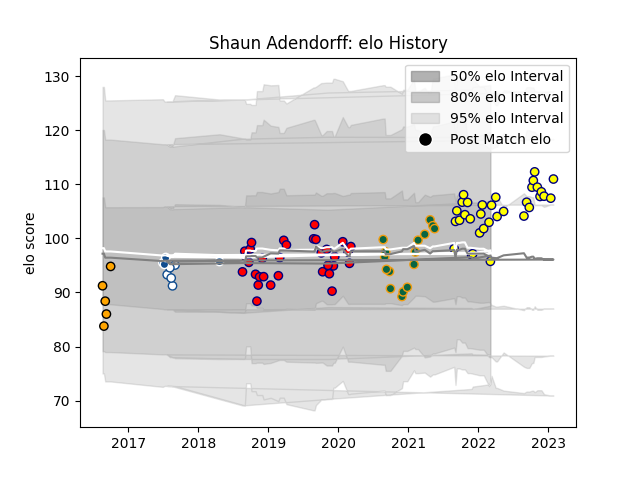 Shaun Adendorff: elo History
50% elo Interval
80% elo Interval
95% elo Interval
Post Match elo
elo score
130
120
110
100
90
80
70
2017
2018
2019
2020
2021
2022
2023